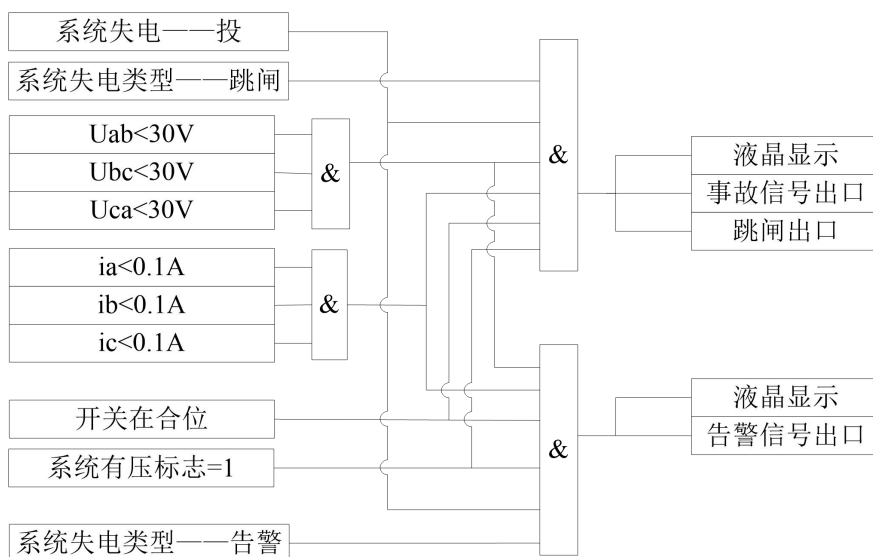 系统失电——投
系统失电类型——跳闸
Uab<30V
Ubc<30V
Uca<30V
&
ia<0.1A
ib<0.1A
ic<0.1A
&
开关在合位
系统有压标志=1
系统失电类型——告警
&
液晶显示
事故信号出口
跳闸出口
&
液晶显示
告警信号出口